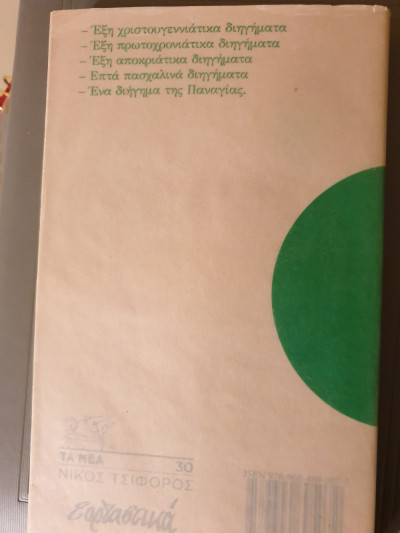 – Έξη χριστουγεννιάτικα διηγήματα
– Έξη πρωτοχρονιάτικα διηγήματα
– Έξη αποκριάτικα διηγήματα
– Επτά πασχαλινά διηγήματα
– Ένα διήγημα της Παναγίας.
ΤΑ ΝΕΑ 30
ΝΙΚΟΣ ΤΣΙΦΟΡΟΣ
Εορταστικά